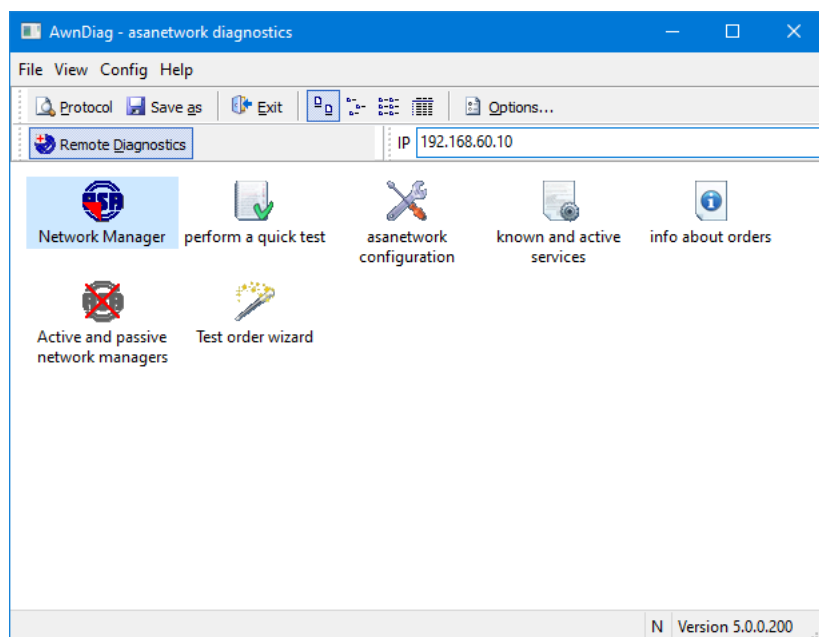 AwnDiag - asanetwork diagnostics
File View Config Help
Protocol Save as Exit Options...
Remote Diagnostics IP 192.168.60.10
Network Manager perform a quick test asanetwork configuration known and active services info about orders
Active and passive network managers Test order wizard
N Version 5.0.0.200